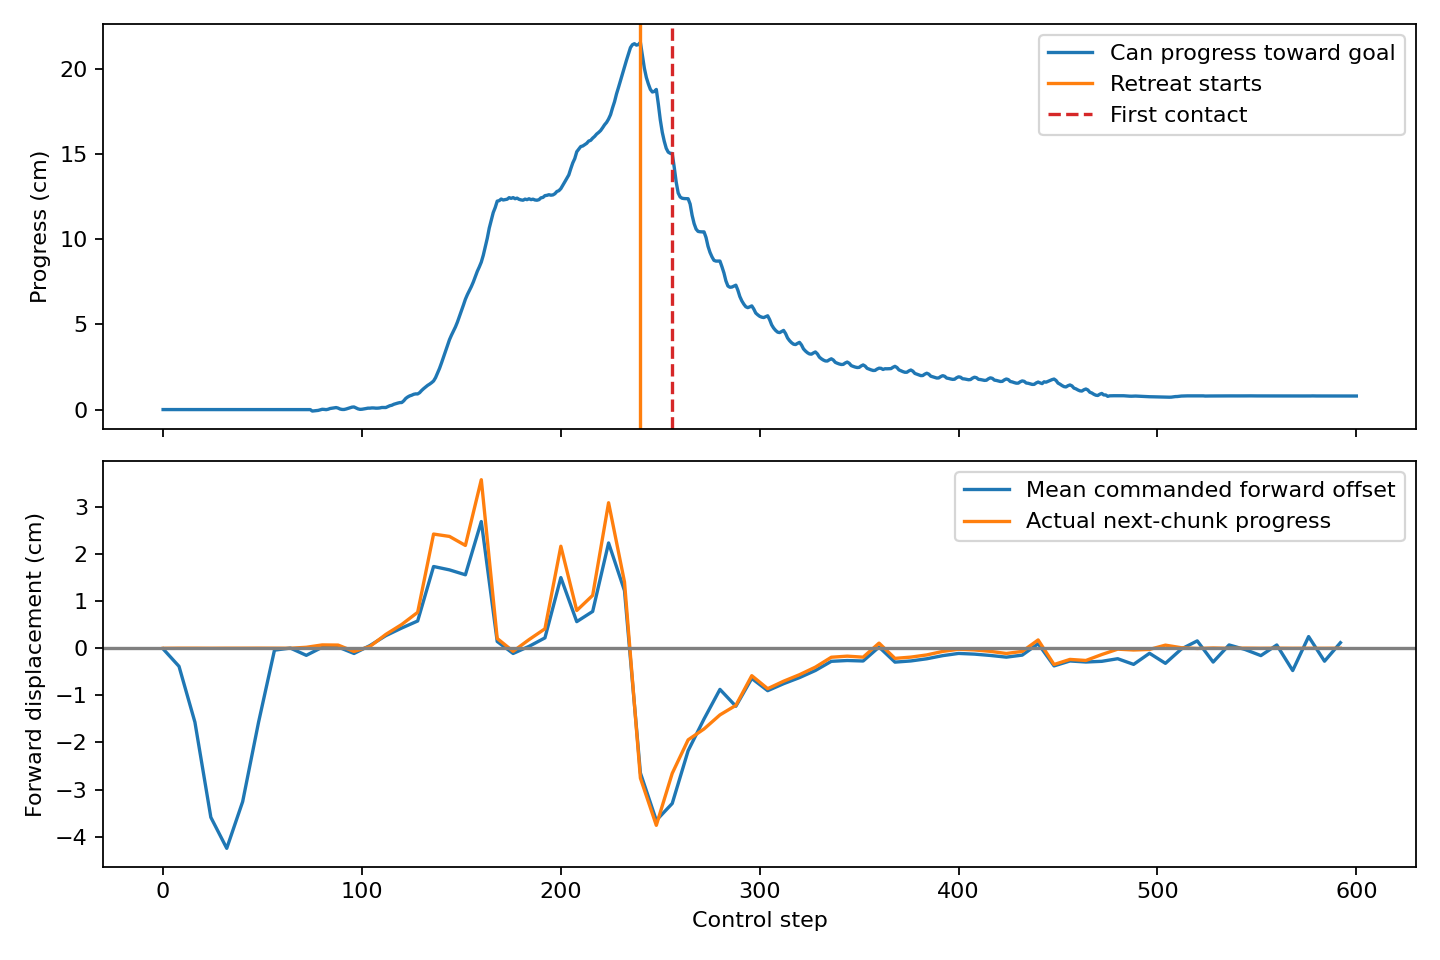 Progress (cm)
20
15
10
5
0
Can progress toward goal
Retreat starts
First contact
Forward displacement (cm)
3
2
1
0
−1
−2
−3
−4
Mean commanded forward offset
Actual next-chunk progress
0 100 200 300 400 500 600
Control step